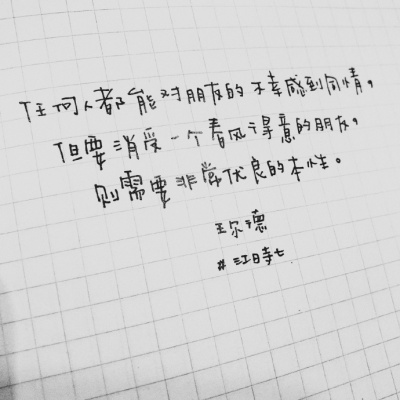 任何人都能对朋友的不幸感到同情，
但要消受一个春风得意的朋友，
则需要非常优良的本性。
王尔德
#江時七